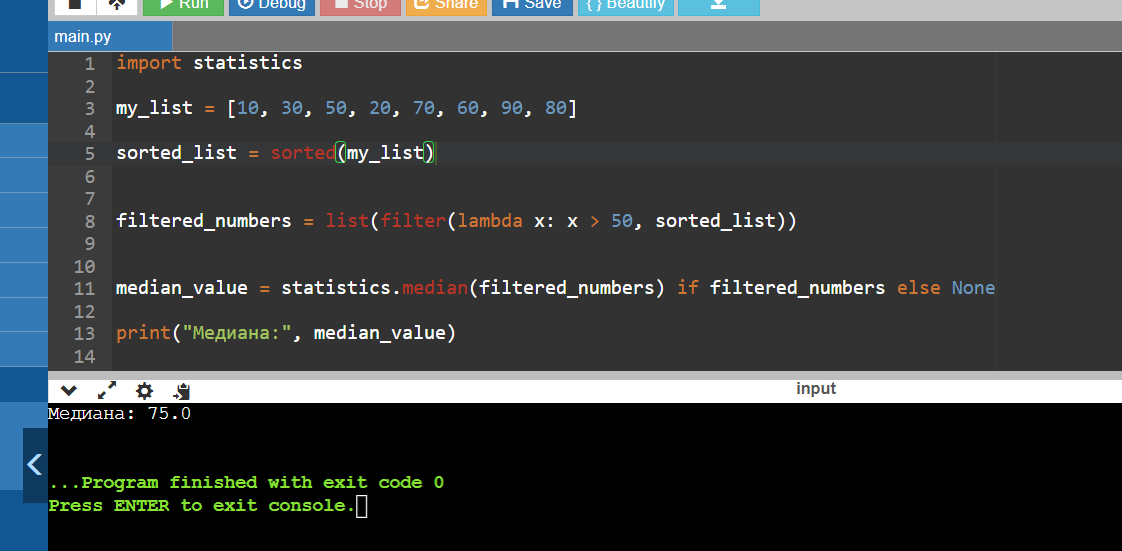 Run Debug Stop Share Save { } Beautify
main.py
1 import statistics
2
3 my_list = [10, 30, 50, 20, 70, 60, 90, 80]
4
5 sorted_list = sorted(my_list)
6
7
8 filtered_numbers = list(filter(lambda x: x > 50, sorted_list))
9
10
11 median_value = statistics.median(filtered_numbers) if filtered_numbers else None
12
13 print("Медиана:", median_value)
14
input
Медиана: 75.0
...Program finished with exit code 0
Press ENTER to exit console.